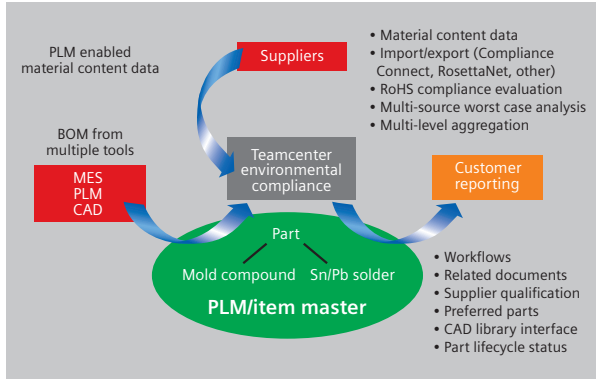 PLM enabled
material content data
Suppliers
• Material content data
• Import/export (Compliance
Connect, RosettaNet, other)
• RoHS compliance evaluation
• Multi-source worst case analysis
• Multi-level aggregation
BOM from
multiple tools
MES
PLM
CAD
Teamcenter
environmental
compliance
Customer
reporting
Part
Mold compound
Sn/Pb solder
PLM/item master
• Workflows
• Related documents
• Supplier qualification
• Preferred parts
• CAD library interface
• Part lifecycle status